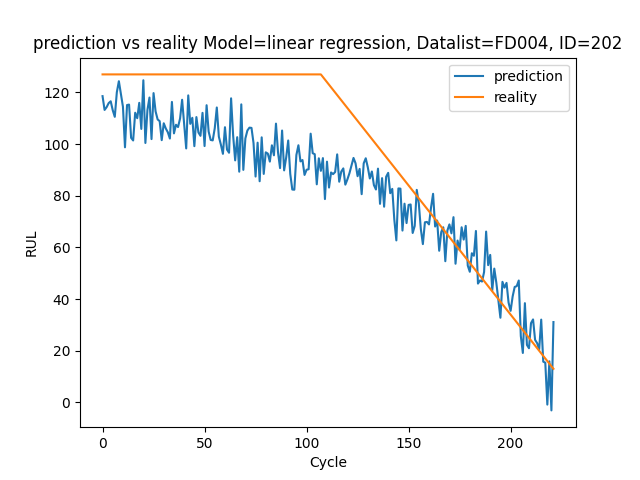 prediction vs reality Model=linear regression, Datalist=FD004, ID=202
prediction
reality
RUL
120
100
80
60
40
20
0
0
50
100
150
200
Cycle